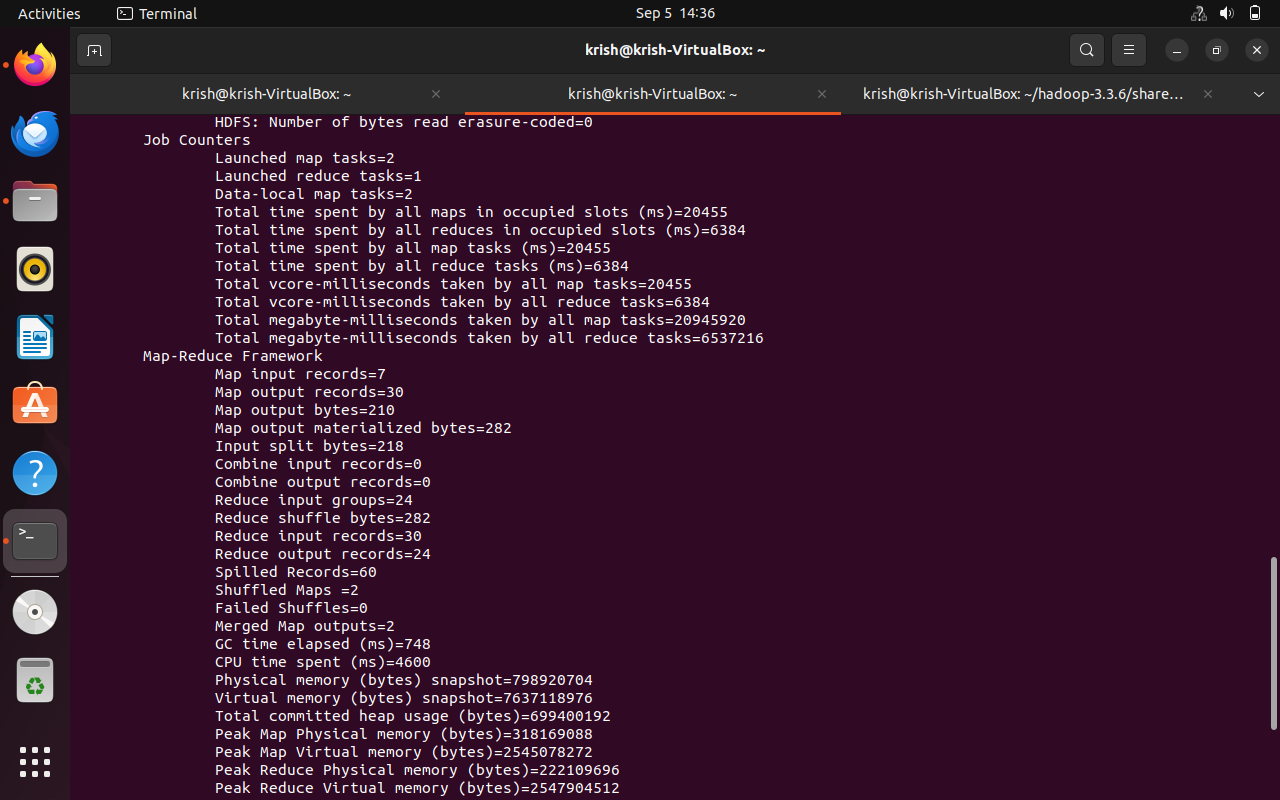 Activities
Terminal
Sep 5 14:36
krish@krish-VirtualBox: ~
krish@krish-VirtualBox: ~
krish@krish-VirtualBox: ~
krish@krish-VirtualBox: ~/hadoop-3.3.6/share...
HDFS: Number of bytes read erasure-coded=0
Job Counters
Launched map tasks=2
Launched reduce tasks=1
Data-local map tasks=2
Total time spent by all maps in occupied slots (ms)=20455
Total time spent by all reduces in occupied slots (ms)=6384
Total time spent by all map tasks (ms)=20455
Total time spent by all reduce tasks (ms)=6384
Total vcore-milliseconds taken by all map tasks=20455
Total vcore-milliseconds taken by all reduce tasks=6384
Total megabyte-milliseconds taken by all map tasks=20945920
Total megabyte-milliseconds taken by all reduce tasks=6537216
Map-Reduce Framework
Map input records=7
Map output records=30
Map output bytes=210
Map output materialized bytes=282
Input split bytes=218
Combine input records=0
Combine output records=0
Reduce input groups=24
Reduce shuffle bytes=282
Reduce input records=30
Reduce output records=24
Spilled Records=60
Shuffled Maps =2
Failed Shuffles=0
Merged Map outputs=2
GC time elapsed (ms)=748
CPU time spent (ms)=4600
Physical memory (bytes) snapshot=798920704
Virtual memory (bytes) snapshot=7637118976
Total committed heap usage (bytes)=699400192
Peak Map Physical memory (bytes)=318169088
Peak Map Virtual memory (bytes)=2545078272
Peak Reduce Physical memory (bytes)=222109696
Peak Reduce Virtual memory (bytes)=2547904512